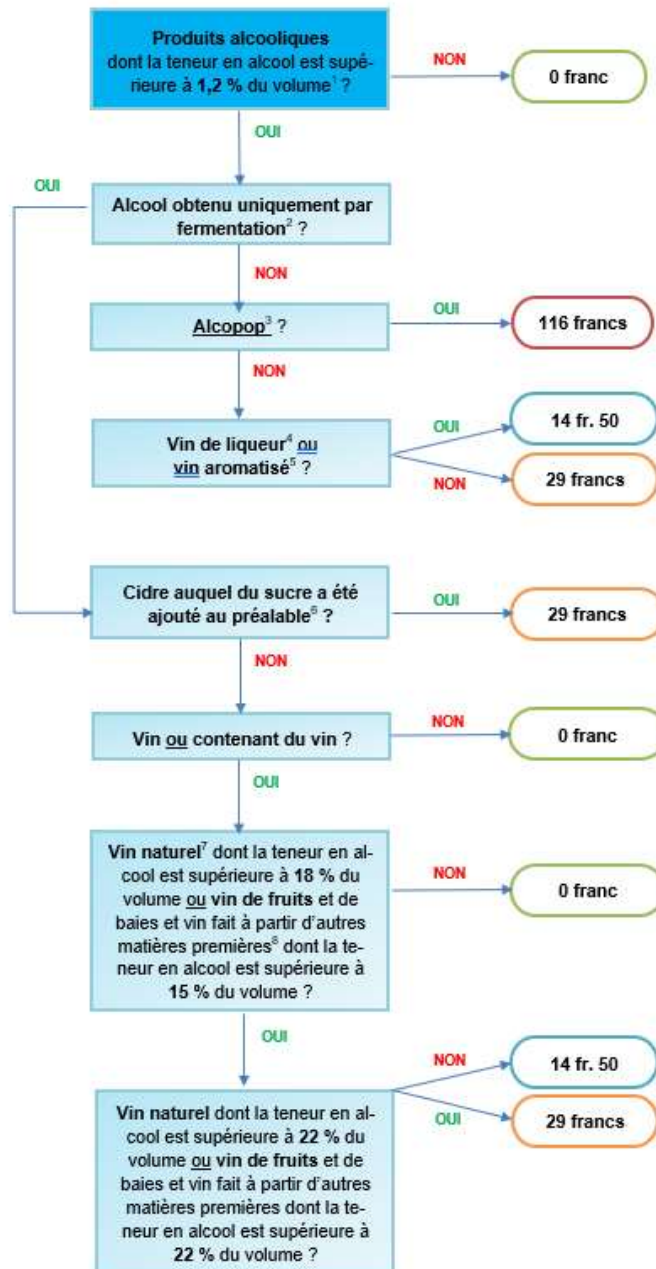 Produits alcooliques
dont la teneur en alcool est supé-
rieure à 1,2 % du volume¹ ?
NON
0 franc
OUI
OUI
Alcool obtenu uniquement par
fermentation² ?
NON
Alcopop³ ?
OUI
116 francs
NON
Vin de liqueur⁴ ou
vin aromatisé⁵ ?
OUI
14 fr. 50
NON
29 francs
Cidre auquel du sucre a été
ajouté au préalable⁶ ?
OUI
29 francs
NON
Vin ou contenant du vin ?
NON
0 franc
OUI
Vin naturel⁷ dont la teneur en al-
cool est supérieure à 18 % du
volume ou vin de fruits et de
baies et vin fait à partir d'autres
matières premières⁸ dont la te-
neur en alcool est supérieure à
15 % du volume ?
NON
0 franc
OUI
Vin naturel dont la teneur en al-
cool est supérieure à 22 % du
volume ou vin de fruits et de
baies et vin fait à partir d'autres
matières premières dont la te-
neur en alcool est supérieure à
22 % du volume ?
NON
14 fr. 50
OUI
29 francs